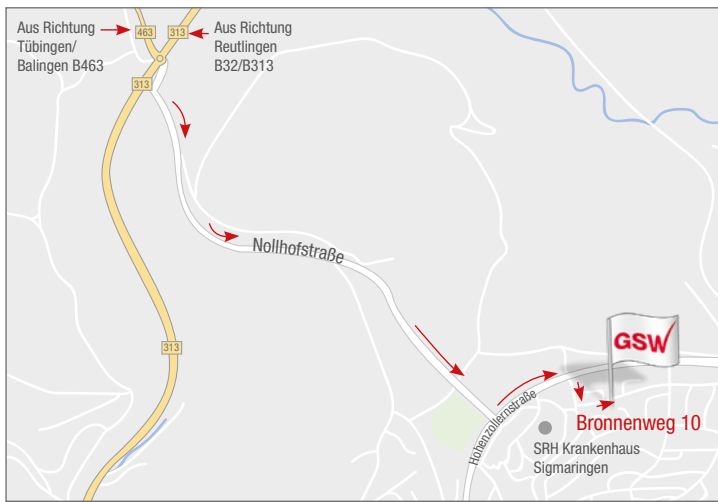 Aus Richtung
Tübingen/
Balingen B463
463
313
Aus Richtung
Reutlingen
B32/B313
313
Nollhofstraße
313
GSW
Hohenzollernstraße
Bronnenweg 10
SRH Krankenhaus
Sigmaringen